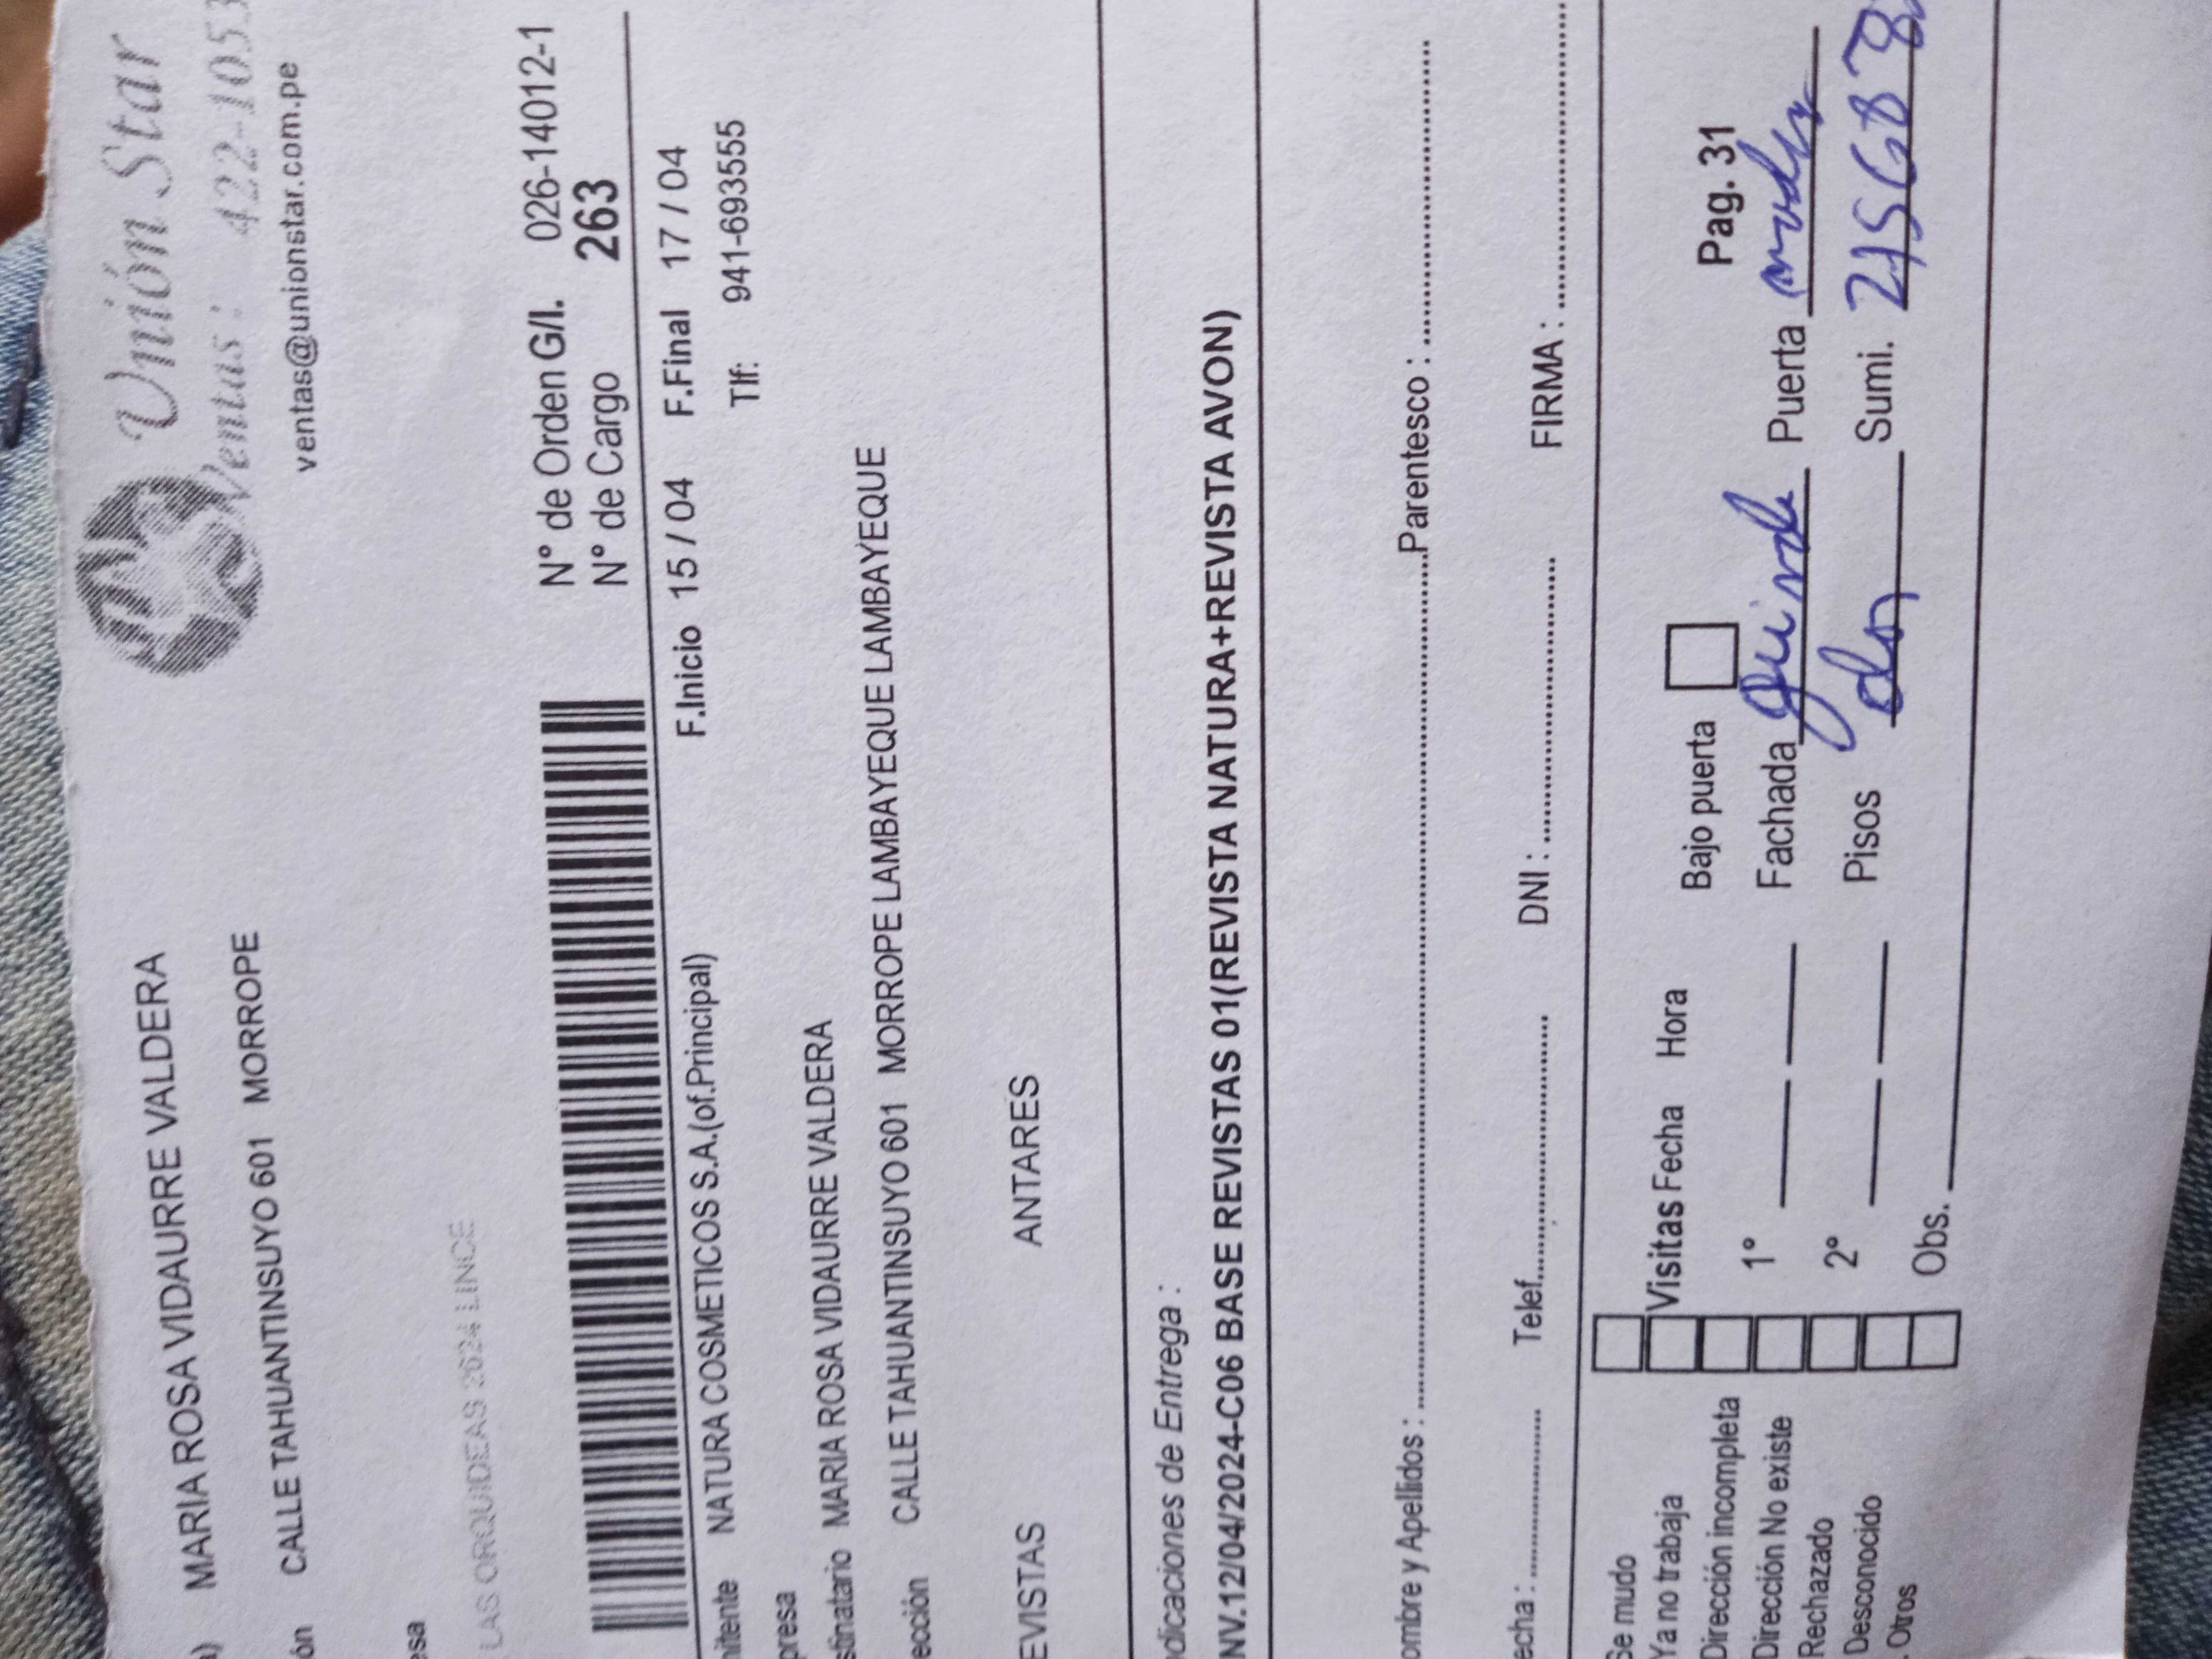 Unión Star
Ventas : 422-105
ventas@unionstar.com.pe
MARIA ROSA VIDAURRE VALDERA
CALLE TAHUANTINSUYO 601 MORROPE
LAS ORQUIDEAS 2624 LINCE
N° de Orden G/I. 026-14012-1
N° de Cargo 263
NATURA COSMETICOS S.A.(of.Principal) F.Inicio 15 / 04 F.Final 17 / 04
Tlf: 941-6935555
MARIA ROSA VIDAURRE VALDERA
CALLE TAHUANTINSUYO 601 MORROPE LAMBAYEQUE LAMBAYEQUE
EVISTAS ANTARES
dicaciones de Entrega :
NV.12/04/2024-C06 BASE REVISTAS 01(REVISTA NATURA+REVISTA AVON)
ombre y Apellidos : Parentesco :
echa : Telef. DNI : FIRMA :
Se mudo
Ya no trabaja
Dirección incompleta
Dirección No existe
Rechazado
Desconocido
Otros
Visitas Fecha Hora Bajo puerta Pag. 31
1° Fachada Puerta
2° Pisos Sumi.
Obs.